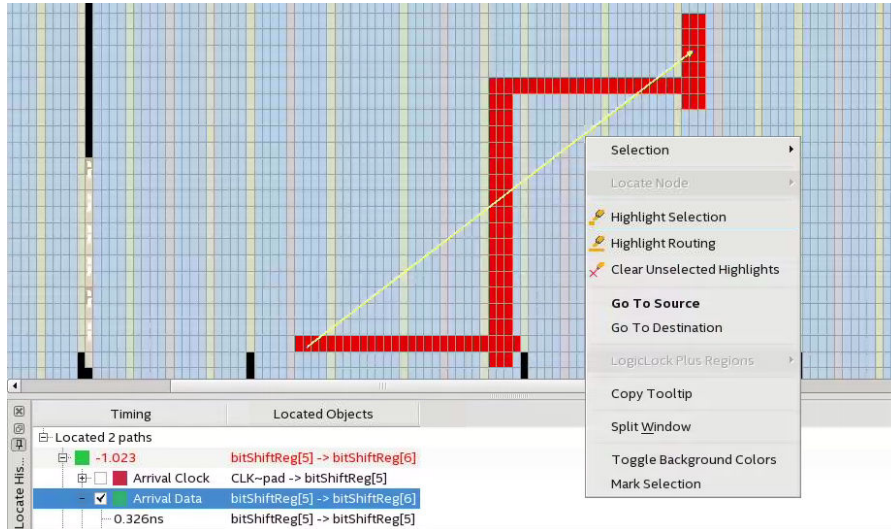 Selection
Locate Node
Highlight Selection
Highlight Routing
Clear Unselected Highlights
Go To Source
Go To Destination
LogicLock Plus Regions
Copy Tooltip
Split Window
Toggle Background Colors
Mark Selection
Timing Located Objects
Located 2 paths
-1.023 bitShiftReg[5] -> bitShiftReg[6]
Arrival Clock CLK~pad -> bitShiftReg[5]
Arrival Data bitShiftReg[5] -> bitShiftReg[6]
0.326ns bitShiftReg[5] -> bitShiftReg[5]
Locate His...